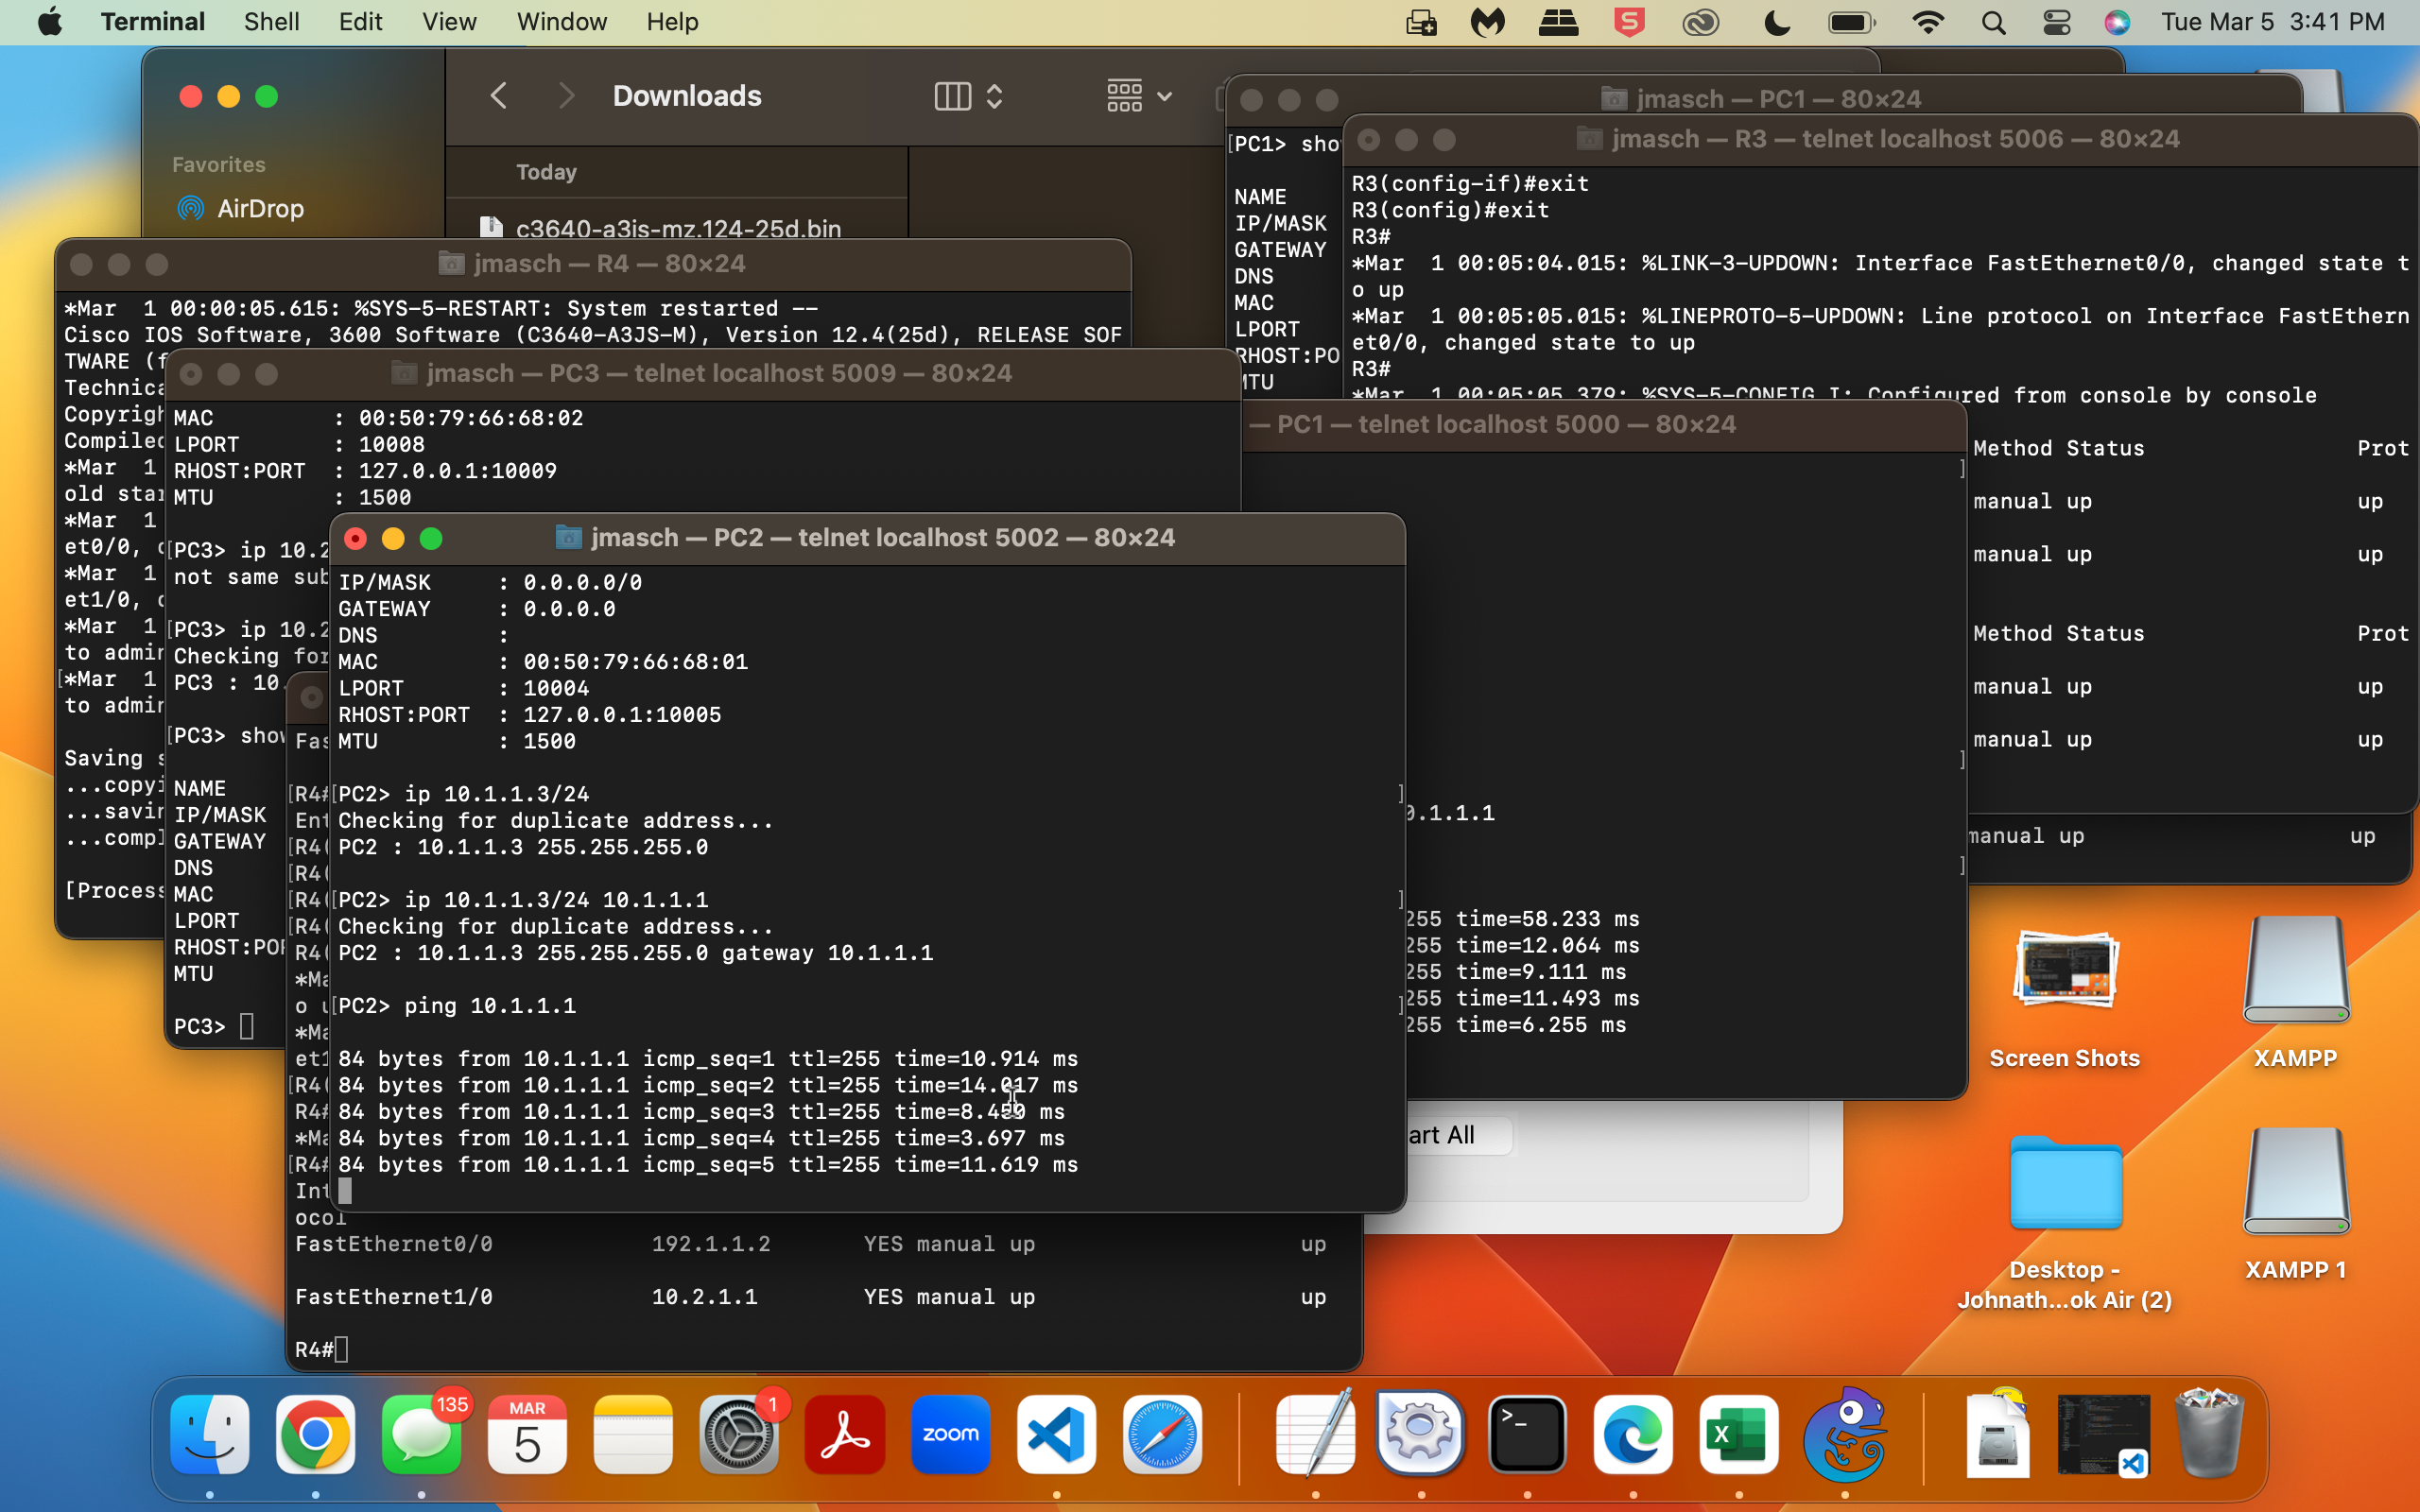 Terminal Shell Edit View Window Help Tue Mar 5 3:41 PM
Downloads
Favorites
AirDrop
Today
c3640-a3js-mz.124-25d.bin
jmasch — PC1 — 80×24
[PC1> sho
NAME
IP/MASK
GATEWAY
DNS
MAC
LPORT
RHOST:PO
MTU
jmasch — R3 — telnet localhost 5006 — 80×24
R3(config-if)#exit
R3(config)#exit
R3#
*Mar  1 00:05:04.015: %LINK-3-UPDOWN: Interface FastEthernet0/0, changed state t
o up
*Mar  1 00:05:05.015: %LINEPROTO-5-UPDOWN: Line protocol on Interface FastEthern
et0/0, changed state to up
R3#
*Mar  1 00:05:05.379: %SYS-5-CONFIG_I: Configured from console by console
Method Status Prot
manual up up
manual up up
Method Status Prot
manual up up
manual up up
manual up up
jmasch — R4 — 80×24
*Mar  1 00:00:05.615: %SYS-5-RESTART: System restarted --
Cisco IOS Software, 3600 Software (C3640-A3JS-M), Version 12.4(25d), RELEASE SOF
TWARE (f
Technica
Copyrigh
Compiled
*Mar  1
old star
*Mar  1
et0/0, c
*Mar  1
et1/0, c
*Mar  1
to admin
[*Mar  1
to admin
Saving s
...copyi
...savin
...compl
[Process
jmasch — PC3 — telnet localhost 5009 — 80×24
MAC         : 00:50:79:66:68:02
LPORT       : 10008
RHOST:PORT  : 127.0.0.1:10009
MTU         : 1500
[PC3> ip 10.2
not same sub
[PC3> ip 10.2
Checking for
PC3 : 10.
[PC3> show
NAME
IP/MASK
GATEWAY
DNS
MAC
LPORT
RHOST:POR
MTU
PC3>
— PC1 — telnet localhost 5000 — 80×24
0.1.1.1
255 time=58.233 ms
255 time=12.064 ms
255 time=9.111 ms
255 time=11.493 ms
255 time=6.255 ms
jmasch — PC2 — telnet localhost 5002 — 80×24
IP/MASK     : 0.0.0.0/0
GATEWAY     : 0.0.0.0
DNS         :
MAC         : 00:50:79:66:68:01
LPORT       : 10004
RHOST:PORT  : 127.0.0.1:10005
MTU         : 1500
[PC2> ip 10.1.1.3/24 ]
Checking for duplicate address...
PC2 : 10.1.1.3 255.255.255.0
[PC2> ip 10.1.1.3/24 10.1.1.1 ]
Checking for duplicate address...
PC2 : 10.1.1.3 255.255.255.0 gateway 10.1.1.1
[PC2> ping 10.1.1.1 ]
84 bytes from 10.1.1.1 icmp_seq=1 ttl=255 time=10.914 ms
84 bytes from 10.1.1.1 icmp_seq=2 ttl=255 time=14.017 ms
84 bytes from 10.1.1.1 icmp_seq=3 ttl=255 time=8.450 ms
84 bytes from 10.1.1.1 icmp_seq=4 ttl=255 time=3.697 ms
84 bytes from 10.1.1.1 icmp_seq=5 ttl=255 time=11.619 ms
Fas
[R4#
Ent
[R4(
[R4(
[R4(
[R4(
R4(
*Ma
o u
*Ma
et1
[R4(
R4#
*Ma
[R4#
Int
ocol
FastEthernet0/0 192.1.1.2 YES manual up up
FastEthernet1/0 10.2.1.1 YES manual up up
R4#
art All
Screen Shots
XAMPP
Desktop -
Johnath...ok Air (2)
XAMPP 1
135
MAR
5
1
zoom